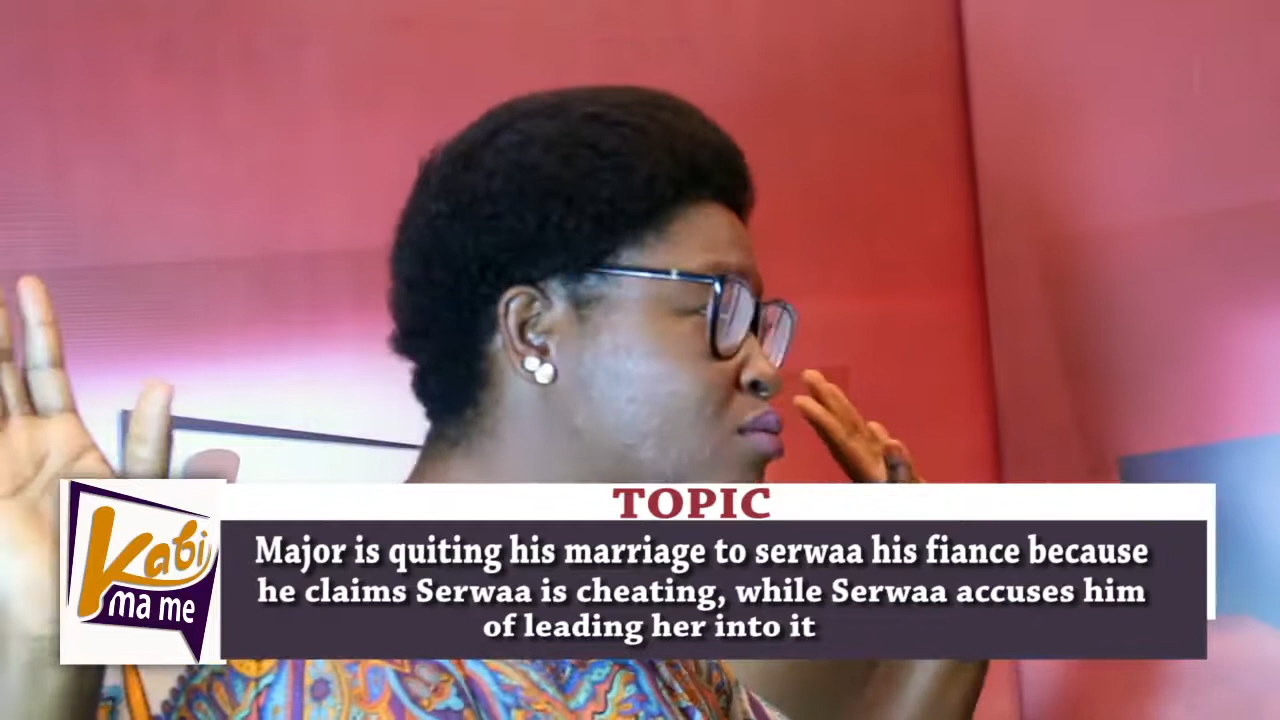 TOPIC
Kabi
ma me
Major is quiting his marriage to serwaa his fiance because
he claims Serwaa is cheating, while Serwaa accuses him
of leading her into it